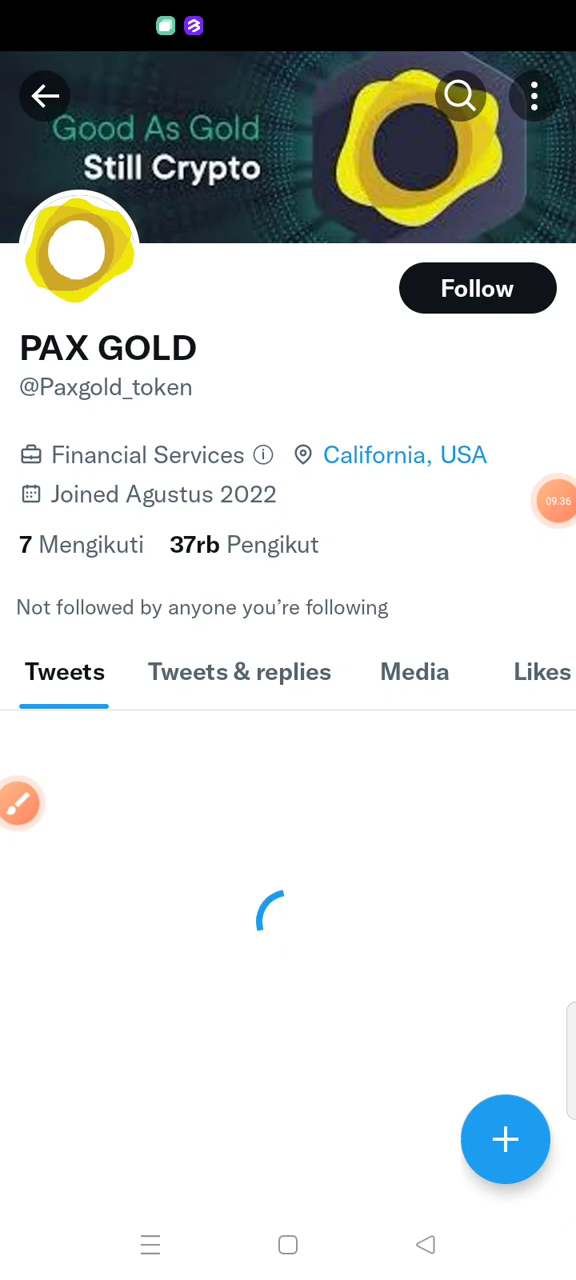 Good As Gold
Still Crypto
Follow
PAX GOLD
@Paxgold_token
Financial Services California, USA
Joined Agustus 2022
09.36
7 Mengikuti 37rb Pengikut
Not followed by anyone you’re following
Tweets Tweets & replies Media Likes